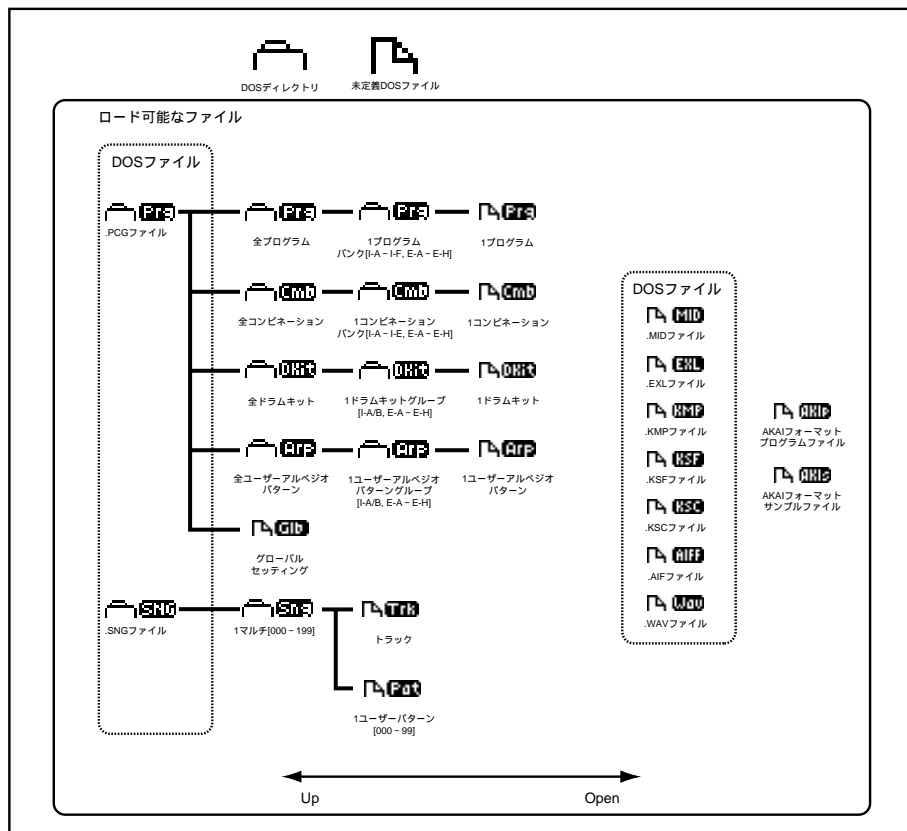 DOSディレクトリ
未定義DOSファイル
ロード可能なファイル
DOSファイル
Prg
.PCGファイル
Prg
全プログラム
Prg
1プログラム
バンク[I-A - I-F, E-A - E-H]
Prg
1プログラム
Cmb
全コンビネーション
Cmb
1コンビネーション
バンク[I-A - I-E, E-A - E-H]
Cmb
1コンビネーション
DKit
全ドラムキット
DKit
1ドラムキットグループ
[I-A/B, E-A - E-H]
DKit
1ドラムキット
Arp
全ユーザーアルペジオ
パターン
Arp
1ユーザーアルペジオ
パターングループ
[I-A/B, E-A - E-H]
Arp
1ユーザーアルペジオ
パターン
Glb
グローバル
セッティング
SNG
.SNGファイル
Sng
1マルチ[000 - 199]
Trk
トラック
Pat
1ユーザーパターン
[000 - 99]
DOSファイル
MID
.MIDファイル
EXL
.EXLファイル
KMP
.KMPファイル
KSF
.KSFファイル
KSC
.KSCファイル
AIFF
.AIFファイル
Wav
.WAVファイル
AKIp
AKAIフォーマット
プログラムファイル
AKIs
AKAIフォーマット
サンプルファイル
Up
Open